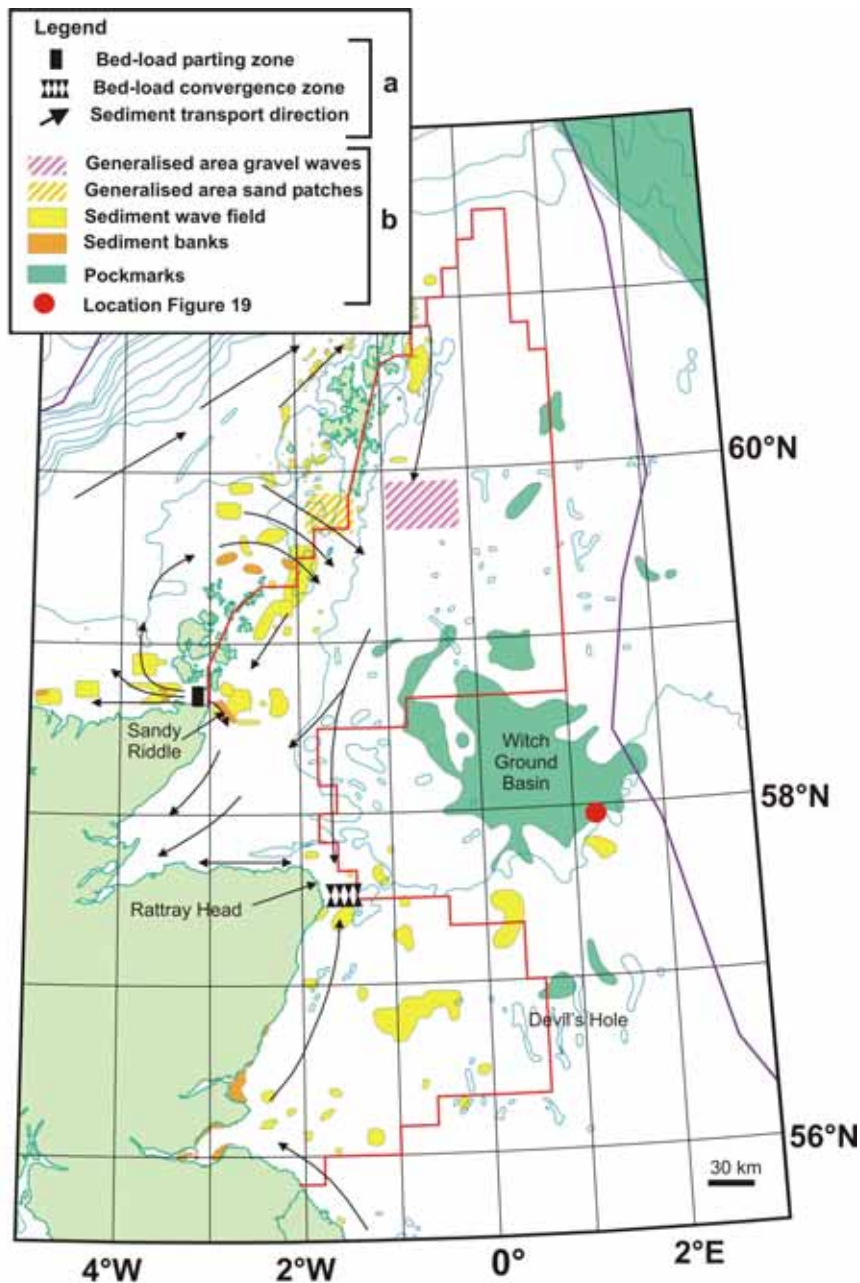 Legend
Bed-load parting zone
Bed-load convergence zone
Sediment transport direction
a
Generalised area gravel waves
Generalised area sand patches
Sediment wave field
Sediment banks
Pockmarks
Location Figure 19
b
60°N
Sandy
Riddle
Witch
Ground
Basin
58°N
Rattray Head
Devil's Hole
56°N
30 km
4°W
2°W
0°
2°E